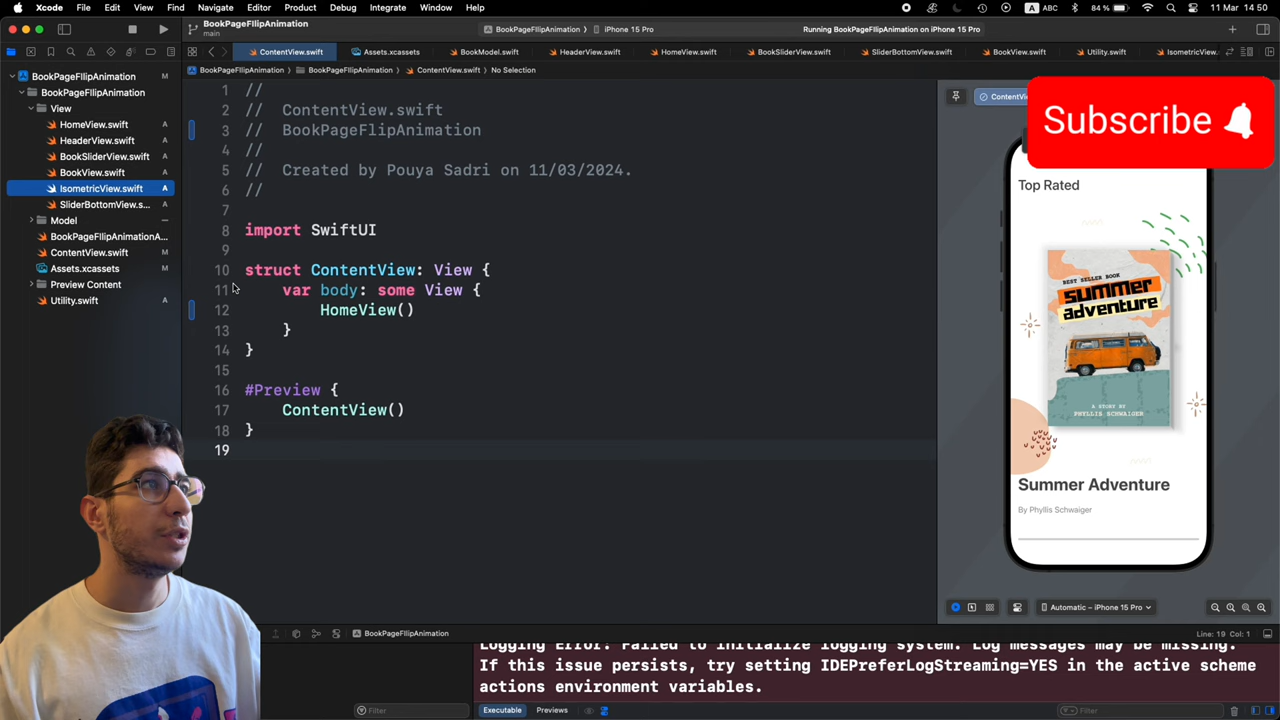 Xcode File Edit View Find Navigate Editor Product Debug Integrate Window Help
A ABC 84 % 11 Mar 14 50
BookPageFlipAnimation
main
BookPageFlipAnimation iPhone 15 Pro
Running BookPageFlipAnimation on iPhone 15 Pro
ContentView.swift Assets.xcassets BookModel.swift HeaderView.swift HomeView.swift BookSliderView.swift SliderBottomView.swift BookView.swift Utility.swift IsometricView.
BookPageFlipAnimation BookPageFlipAnimation ContentView.swift No Selection
BookPageFlipAnimation M
BookPageFlipAnimation
View
HomeView.swift A
HeaderView.swift A
BookSliderView.swift A
BookView.swift A
IsometricView.swift A
SliderBottomView.s... A
Model
BookPageFlipAnimationA... M
ContentView.swift M
Assets.xcassets M
Preview Content
Utility.swift A
1 //
2 // ContentView.swift
3 // BookPageFlipAnimation
4 //
5 // Created by Pouya Sadri on 11/03/2024.
6 //
7
8 import SwiftUI
9
10 struct ContentView: View {
11 var body: some View {
12 HomeView()
13 }
14 }
15
16 #Preview {
17 ContentView()
18 }
19
ContentVi
Subscribe
Top Rated
BEST SELLER BOOK
summer
adventure
A STORY BY
PHYLLIS SCHWAIGER
Summer Adventure
By Phyllis Schwaiger
Automatic – iPhone 15 Pro
BookPageFlipAnimation
Line: 19 Col: 1
Logging Error: Failed to initialize logging system. Log messages may be missing.
If this issue persists, try setting IDEPreferLogStreaming=YES in the active scheme
actions environment variables.
Filter
Executable Previews
Filter